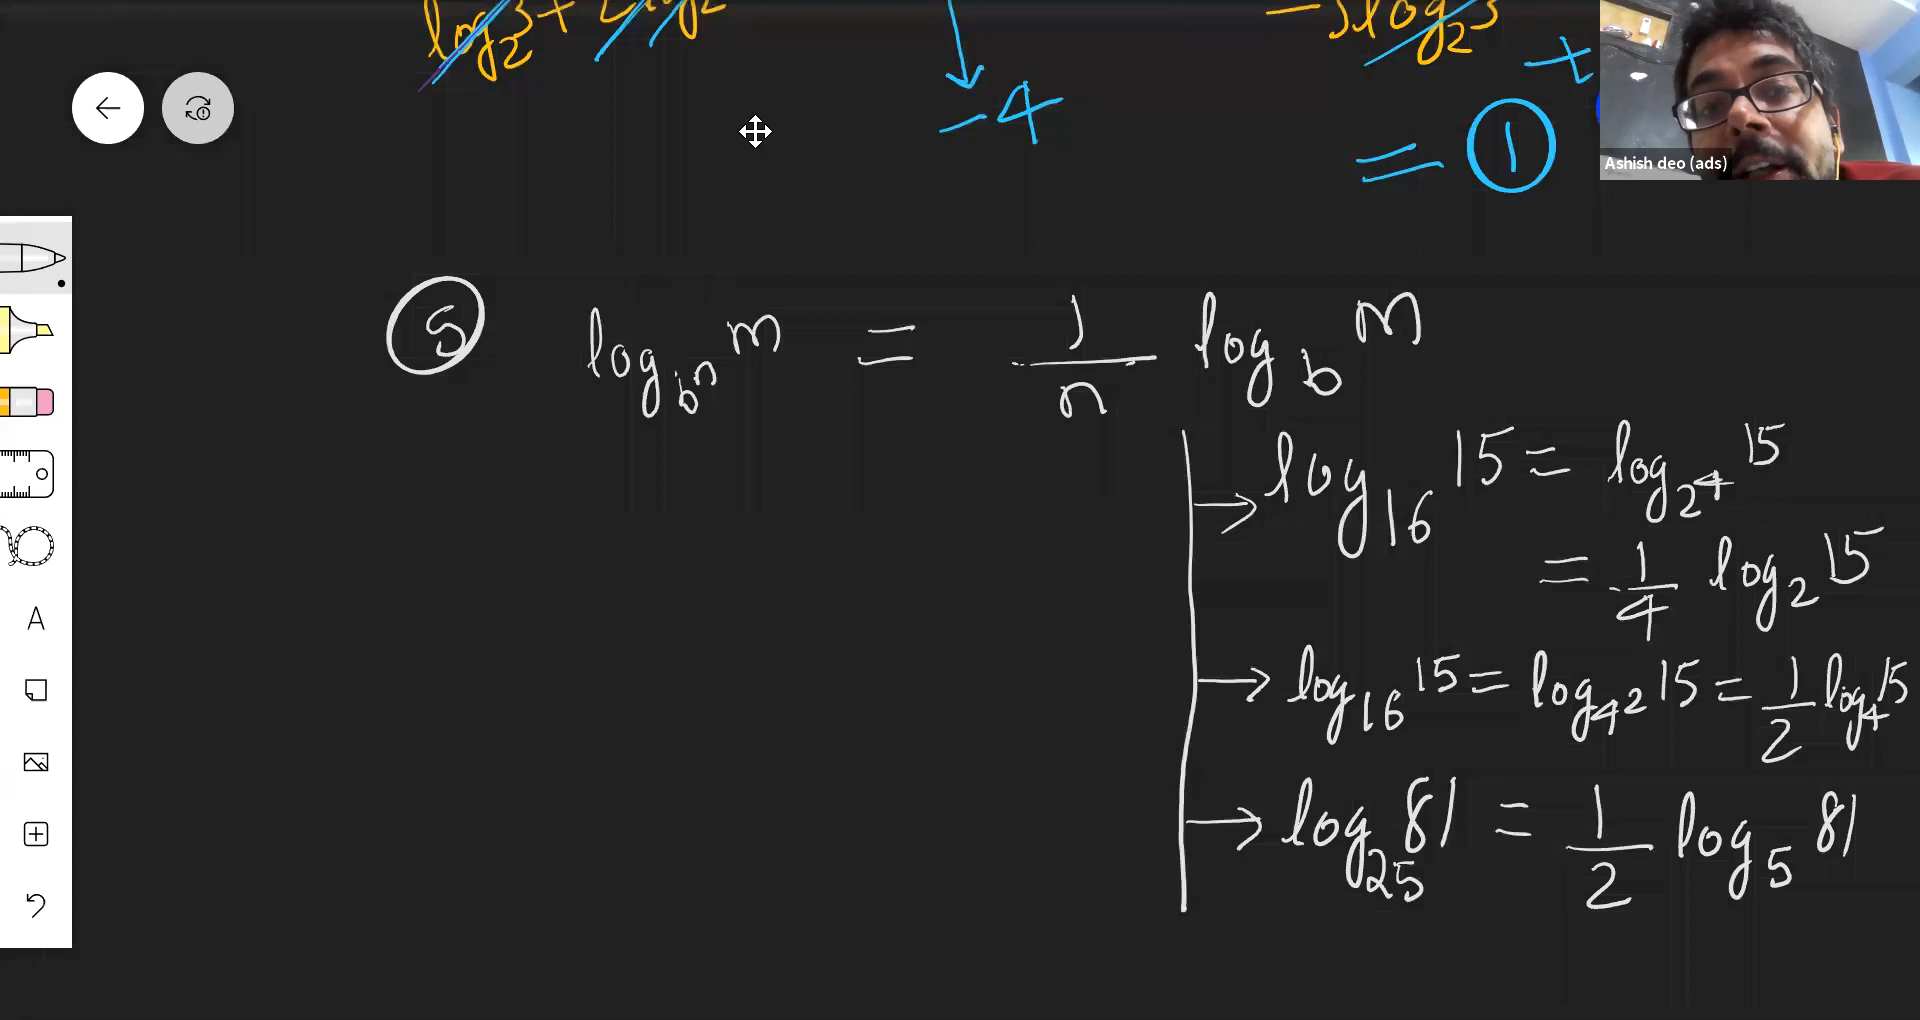 log₂3 +
- 3log₂3
+
-4
= ①
Ashish deo (ads)
⑤ log_{bⁿ} m = 1/n log_b m
→ log₁₆ 15 = log_{2⁴} 15
= 1/4 log₂ 15
→ log₁₆ 15 = log_{4²} 15 = 1/2 log₄ 15
→ log₂₅ 81 = 1/2 log₅ 81
A